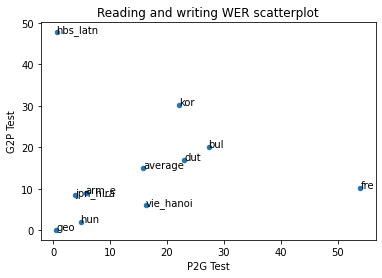 Reading and writing WER scatterplot
50
hbs_latn
40
G2P Test
30
kor
20
bul
dut
average
10
fre
arm_e
jpn_hira
vie_hanoi
hun
0
geo
0 10 20 30 40 50
P2G Test